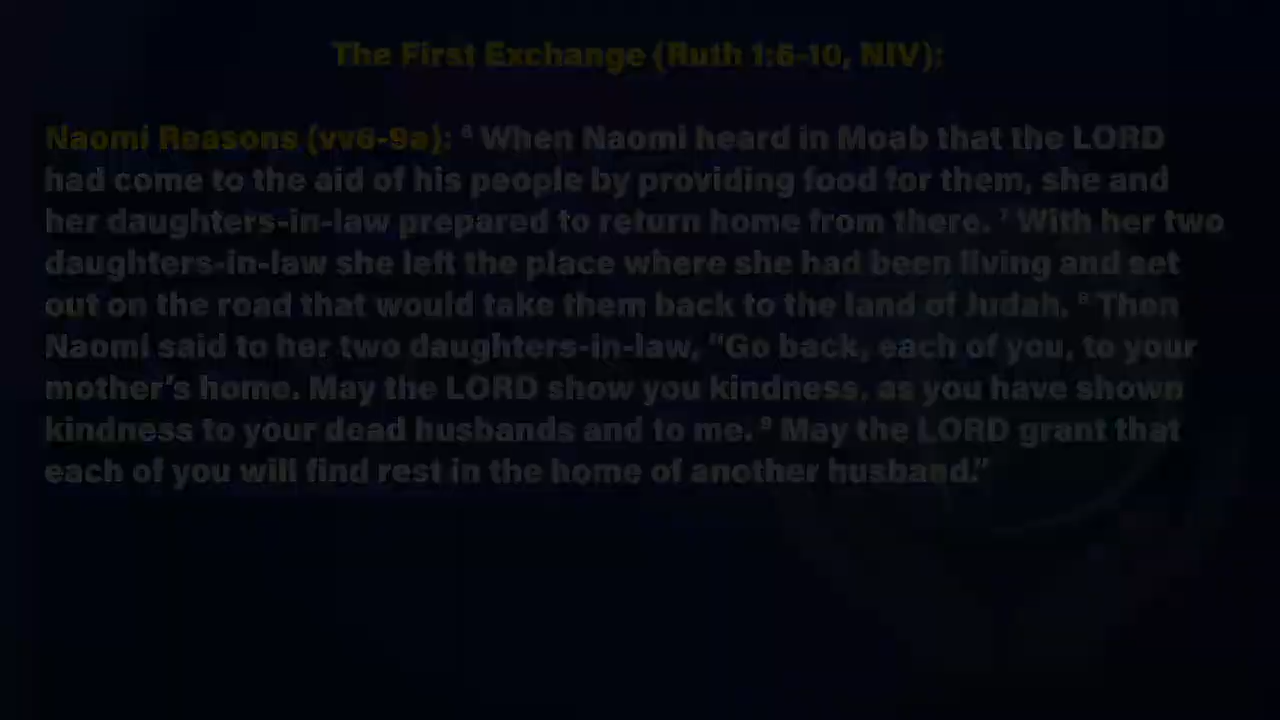 The First Exchange (Ruth 1:6-10, NIV):
Naomi Reasons (vv6-9a): ⁶ When Naomi heard in Moab that the LORD
had come to the aid of his people by providing food for them, she and
her daughters-in-law prepared to return home from there. ⁷ With her two
daughters-in-law she left the place where she had been living and set
out on the road that would take them back to the land of Judah. ⁸ Then
Naomi said to her two daughters-in-law, "Go back, each of you, to your
mother's home. May the LORD show you kindness, as you have shown
kindness to your dead husbands and to me. ⁹ May the LORD grant that
each of you will find rest in the home of another husband."